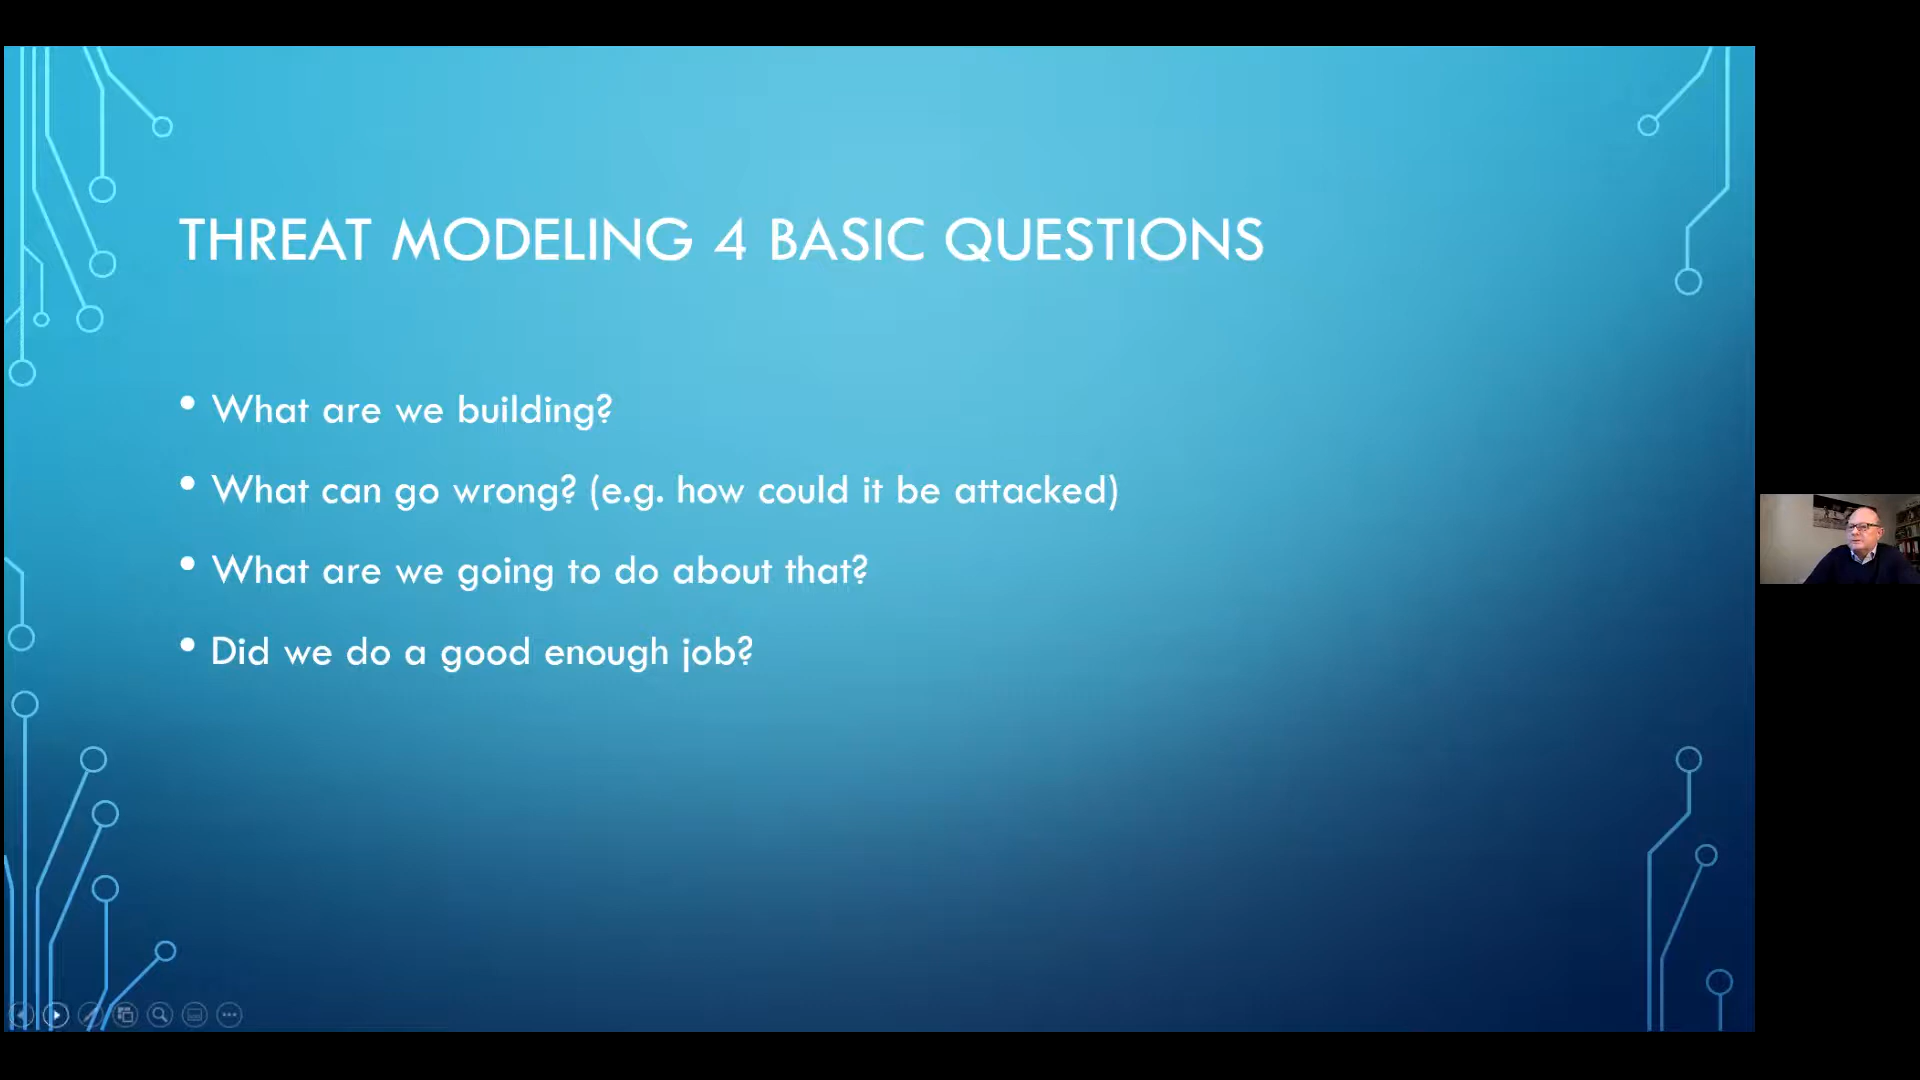 THREAT MODELING 4 BASIC QUESTIONS
• What are we building?
• What can go wrong? (e.g. how could it be attacked)
• What are we going to do about that?
• Did we do a good enough job?